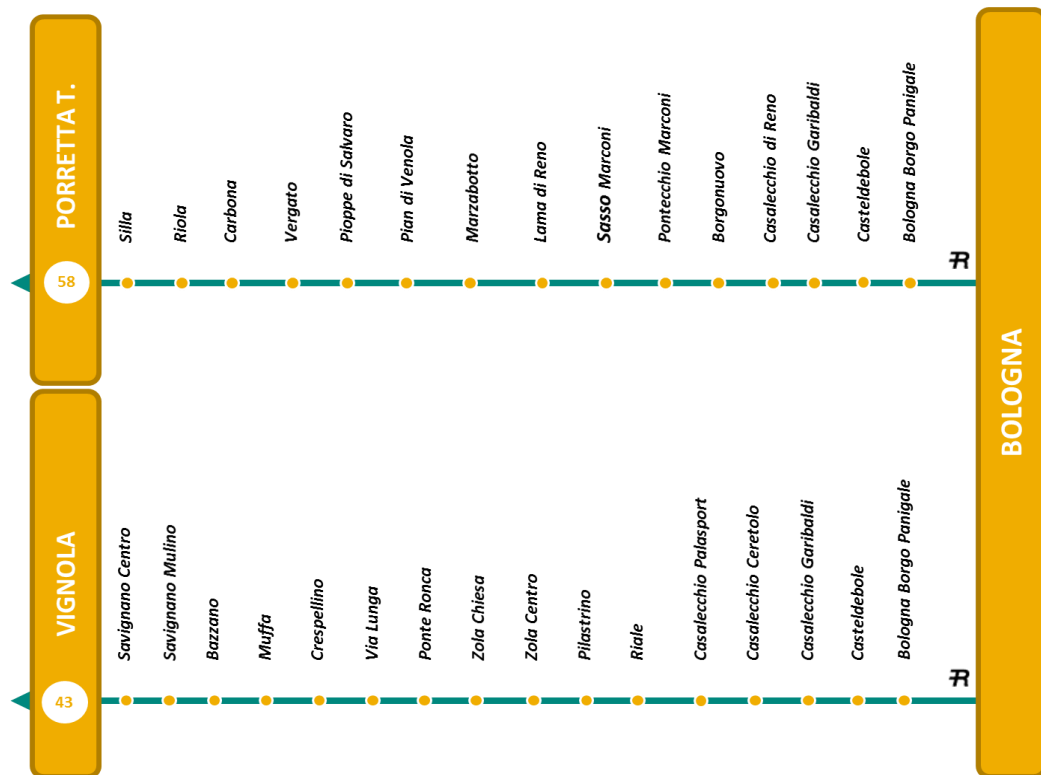 PORRETTA T.
58
Silla
Riola
Carbona
Vergato
Pioppe di Salvaro
Pian di Venola
Marzabotto
Lama di Reno
Sasso Marconi
Pontecchio Marconi
Borgonuovo
Casalecchio di Reno
Casalecchio Garibaldi
Casteldebole
Bologna Borgo Panigale
R
BOLOGNA
VIGNOLA
43
Savignano Centro
Savignano Mulino
Bazzano
Muffa
Crespellino
Via Lunga
Ponte Ronca
Zola Chiesa
Zola Centro
Pilastrino
Riale
Casalecchio Palasport
Casalecchio Ceretolo
Casalecchio Garibaldi
Casteldebole
Bologna Borgo Panigale
R